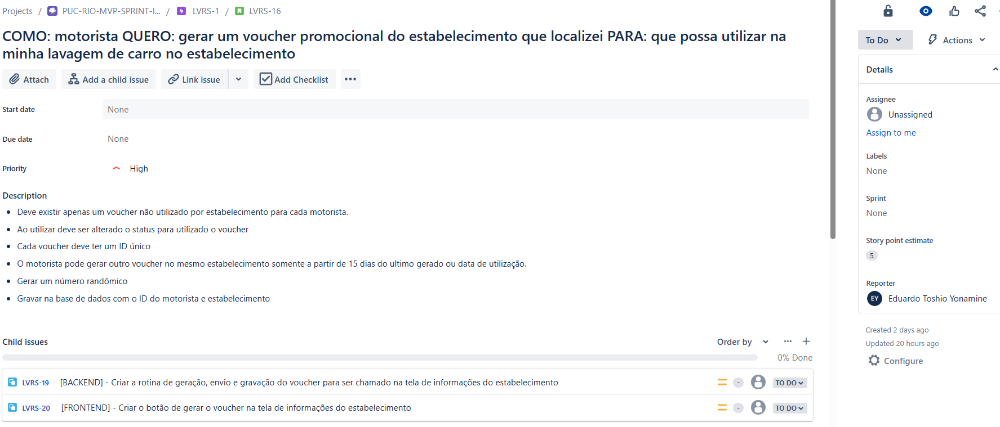 Projects / PUC-RIO-MVP-SPRINT-I... / LVRS-1 / LVRS-16
COMO: motorista QUERO: gerar um voucher promocional do estabelecimento que localizei PARA: que possa utilizar na
minha lavagem de carro no estabelecimento
Attach
Add a child issue
Link issue
Add Checklist
Start date
None
Due date
None
Priority
High
Description
Deve existir apenas um voucher não utilizado por estabelecimento para cada motorista.
Ao utilizar deve ser alterado o status para utilizado o voucher
Cada voucher deve ter um ID único
O motorista pode gerar outro voucher no mesmo estabelecimento somente a partir de 15 dias do ultimo gerado ou data de utilização.
Gerar um número randômico
Gravar na base de dados com o ID do motorista e estabelecimento
Child issues
Order by
0% Done
LVRS-19 [BACKEND] - Criar a rotina de geração, envio e gravação do voucher para ser chamado na tela de informações do estabelecimento - TO DO
LVRS-20 [FRONTEND] - Criar o botão de gerar o voucher na tela de informações do estabelecimento - TO DO
To Do
Actions
Details
Assignee
Unassigned
Assign to me
Labels
None
Sprint
None
Story point estimate
5
Reporter
EY Eduardo Toshio Yonamine
Created 2 days ago
Updated 20 hours ago
Configure